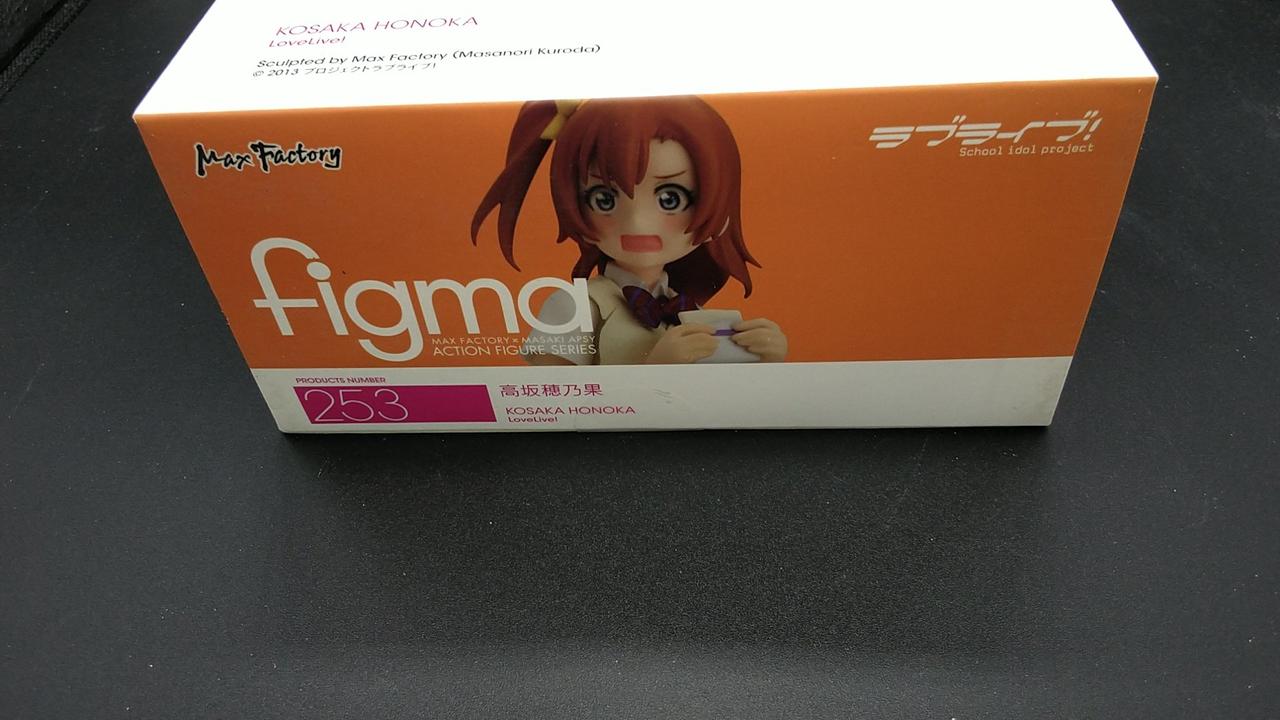 KOSAKA HONOKA
LoveLive!
Sculpted by Max Factory (Masanori Kuroda)
© 2013 プロジェクトラブライブ!
Max Factory
ラブライブ!
School idol project
figma
MAX FACTORY × MASAKI APSY
ACTION FIGURE SERIES
PRODUCTS NUMBER
253
高坂穂乃果
KOSAKA HONOKA
LoveLive!